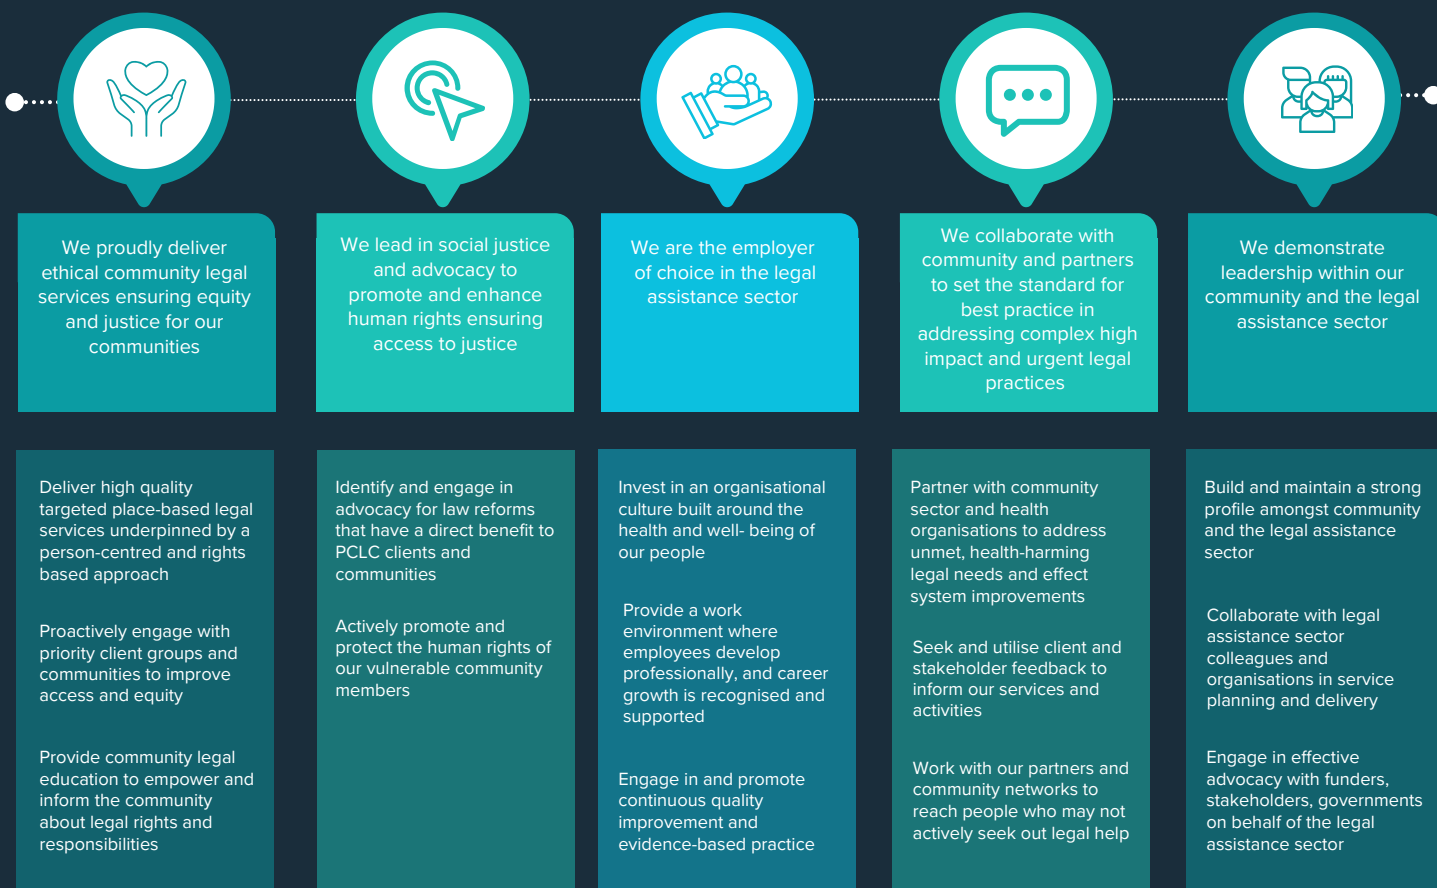 We proudly deliver
ethical community legal
services ensuring equity
and justice for our
communities
We lead in social justice
and advocacy to
promote and enhance
human rights ensuring
access to justice
We are the employer
of choice in the legal
assistance sector
We collaborate with
community and partners
to set the standard for
best practice in
addressing complex high
impact and urgent legal
practices
We demonstrate
leadership within our
community and the legal
assistance sector
Deliver high quality
targeted place-based legal
services underpinned by a
person-centred and rights
based approach
Proactively engage with
priority client groups and
communities to improve
access and equity
Provide community legal
education to empower and
inform the community
about legal rights and
responsibilities
Identify and engage in
advocacy for law reforms
that have a direct benefit to
PCLC clients and
communities
Actively promote and
protect the human rights of
our vulnerable community
members
Invest in an organisational
culture built around the
health and well- being of
our people
Provide a work
environment where
employees develop
professionally, and career
growth is recognised and
supported
Engage in and promote
continuous quality
improvement and
evidence-based practice
Partner with community
sector and health
organisations to address
unmet, health-harming
legal needs and effect
system improvements
Seek and utilise client and
stakeholder feedback to
inform our services and
activities
Work with our partners and
community networks to
reach people who may not
actively seek out legal help
Build and maintain a strong
profile amongst community
and the legal assistance
sector
Collaborate with legal
assistance sector
colleagues and
organisations in service
planning and delivery
Engage in effective
advocacy with funders,
stakeholders, governments
on behalf of the legal
assistance sector